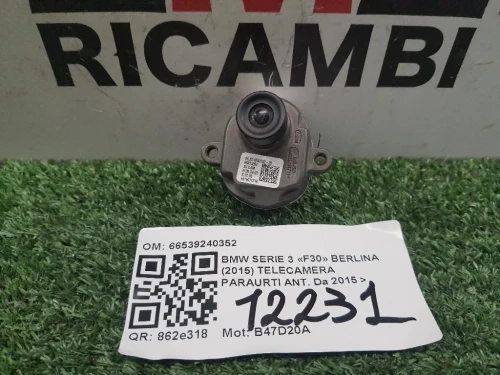 RICAMBI
OM: 66539240352
BMW SERIE 3 «F30» BERLINA
(2015) TELECAMERA
PARAURTI ANT. Da 2015 >
12231
QR: 862e318 Mot: B47D20A